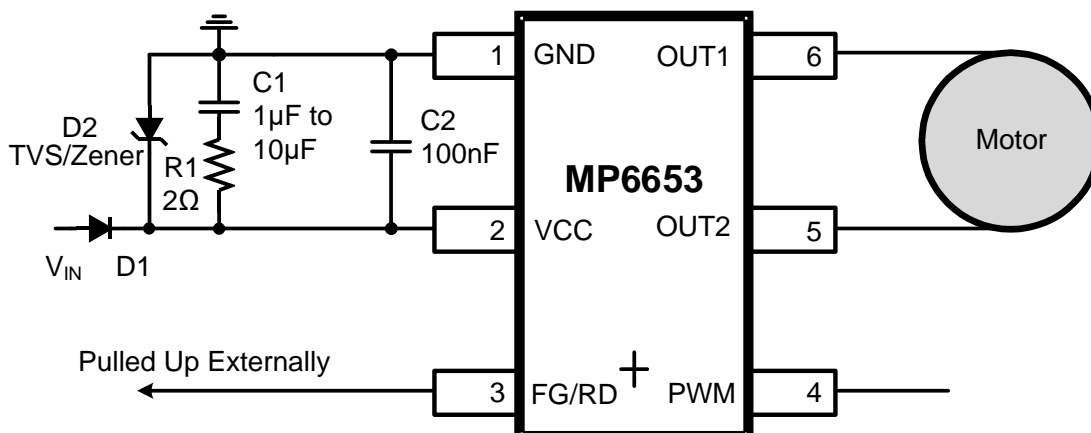 1
GND
OUT1
6
C1
1µF to
10µF
D2
TVS/Zener
R1
2Ω
C2
100nF
MP6653
Motor
2
VCC
OUT2
5
VIN
D1
Pulled Up Externally
3
FG/RD
PWM
4